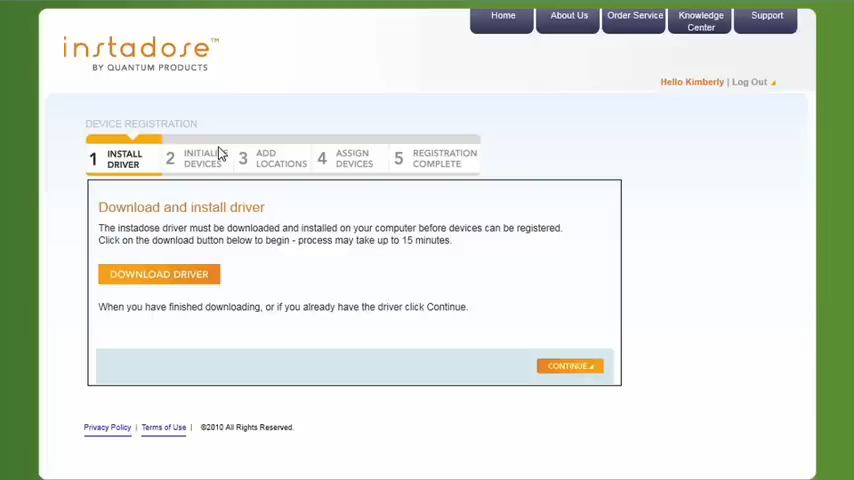 Home
About Us
Order Service
Knowledge
Center
Support
instadose™
BY QUANTUM PRODUCTS
Hello Kimberly | Log Out
DEVICE REGISTRATION
1 INSTALL
DRIVER
2 INITIALIZE
DEVICES
3 ADD
LOCATIONS
4 ASSIGN
DEVICES
5 REGISTRATION
COMPLETE
Download and install driver
The instadose driver must be downloaded and installed on your computer before devices can be registered.
Click on the download button below to begin - process may take up to 15 minutes.
DOWNLOAD DRIVER
When you have finished downloading, or if you already have the driver click Continue.
CONTINUE
Privacy Policy | Terms of Use | ©2010 All Rights Reserved.